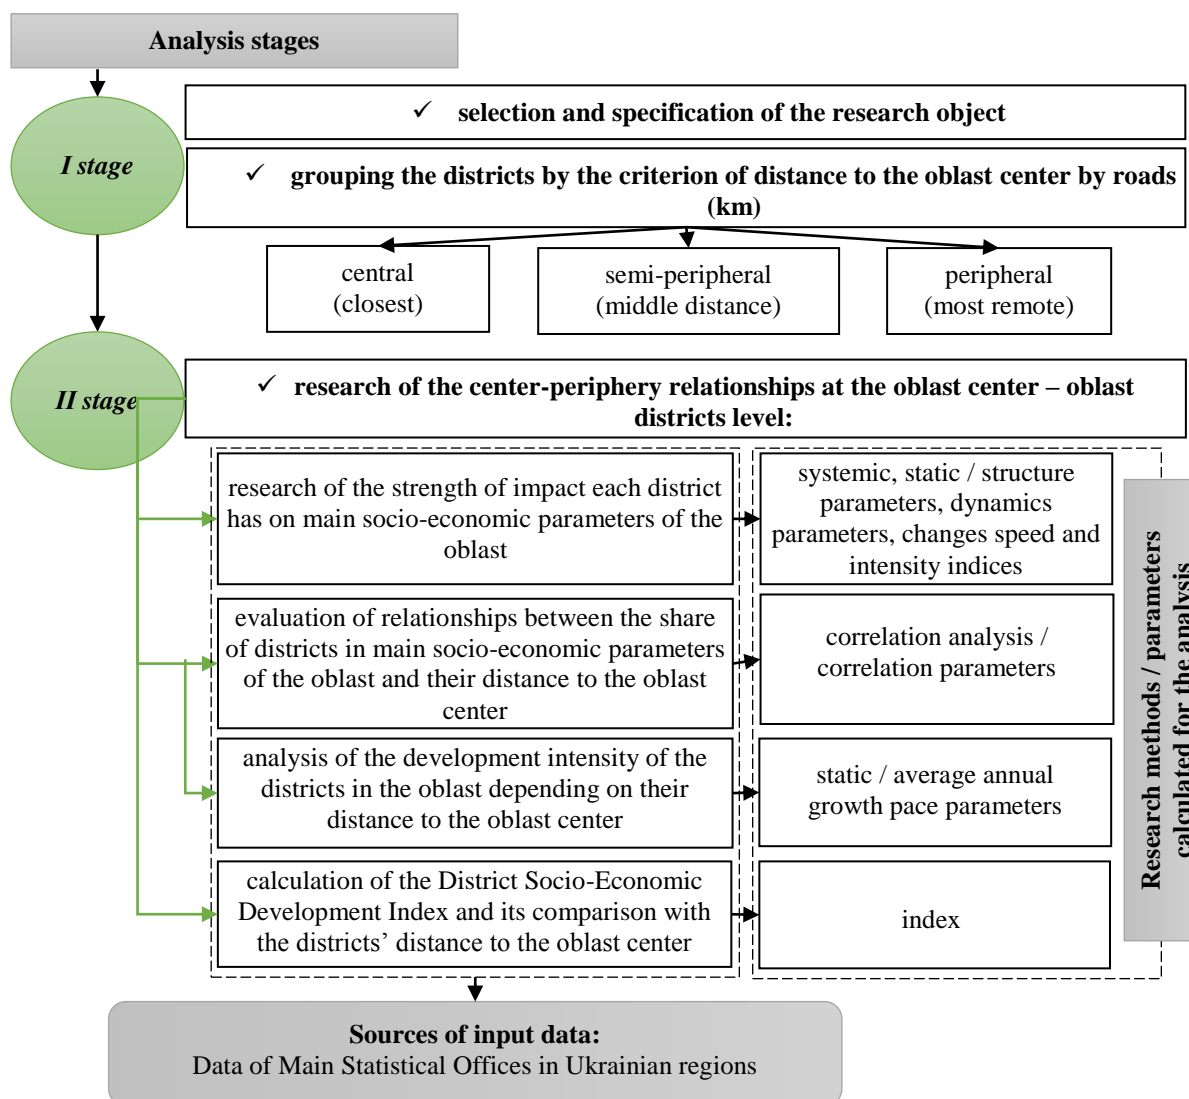 Analysis stages
I stage
✓ selection and specification of the research object
✓ grouping the districts by the criterion of distance to the oblast center by roads
(km)
central
(closest)
semi-peripheral
(middle distance)
peripheral
(most remote)
II stage
✓ research of the center-periphery relationships at the oblast center – oblast
districts level:
research of the strength of impact each district
has on main socio-economic parameters of the
oblast
systemic, static / structure
parameters, dynamics
parameters, changes speed and
intensity indices
evaluation of relationships between the share
of districts in main socio-economic parameters
of the oblast and their distance to the oblast
center
correlation analysis /
correlation parameters
analysis of the development intensity of the
districts in the oblast depending on their
distance to the oblast center
static / average annual
growth pace parameters
calculation of the District Socio-Economic
Development Index and its comparison with
the districts’ distance to the oblast center
index
Research methods / parameters
calculated for the analysis
Sources of input data:
Data of Main Statistical Offices in Ukrainian regions